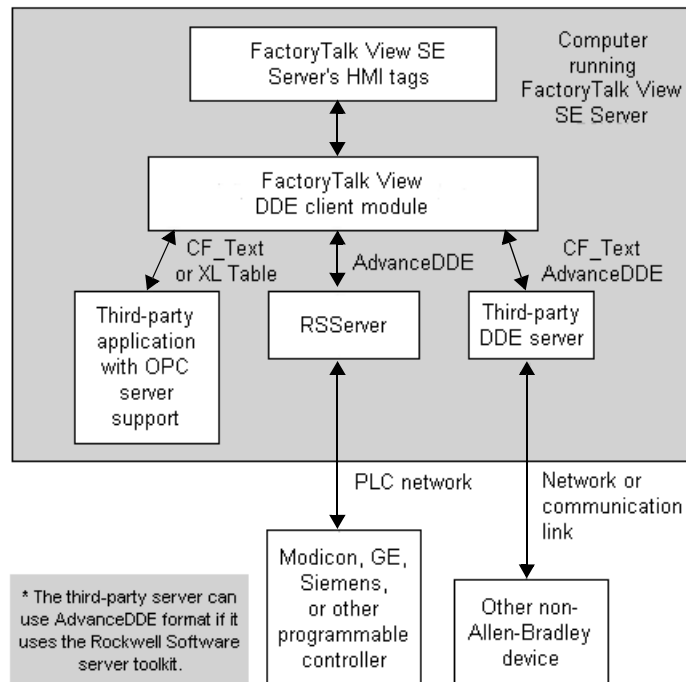 FactoryTalk View SE
Server's HMI tags
Computer
running
FactoryTalk View
SE Server
FactoryTalk View
DDE client module
CF_Text
or XL Table
AdvanceDDE
CF_Text
AdvanceDDE
Third-party
application
with OPC
server
support
RSServer
Third-party
DDE server
PLC network
Network or
communication
link
Modicon, GE,
Siemens,
or other
programmable
controller
Other non-
Allen-Bradley
device
* The third-party server can
use AdvanceDDE format if it
uses the Rockwell Software
server toolkit.